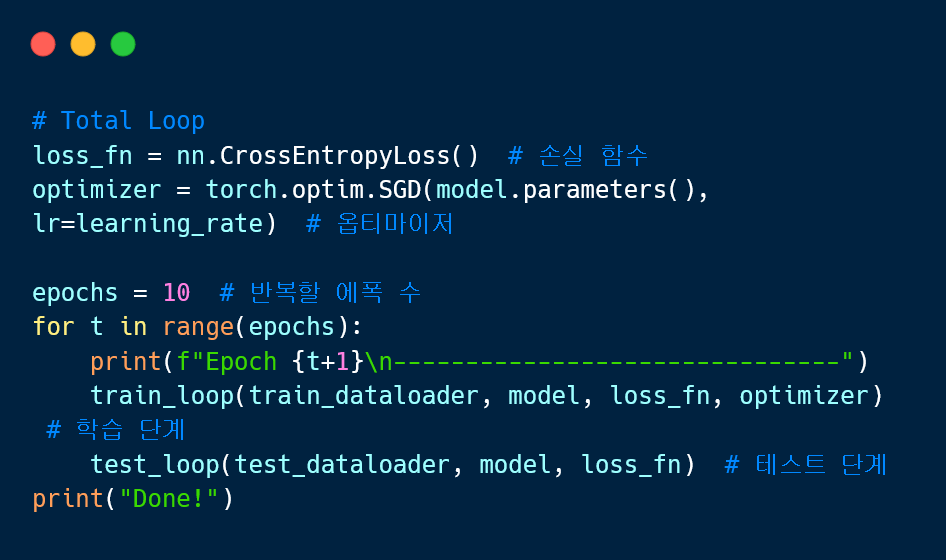 # Total Loop
loss_fn = nn.CrossEntropyLoss()  # 손실 함수
optimizer = torch.optim.SGD(model.parameters(),
lr=learning_rate)  # 옵티마이저

epochs = 10  # 반복할 에폭 수
for t in range(epochs):
    print(f"Epoch {t+1}\n-------------------------------")
    train_loop(train_dataloader, model, loss_fn, optimizer)
 # 학습 단계
    test_loop(test_dataloader, model, loss_fn)  # 테스트 단계
print("Done!")